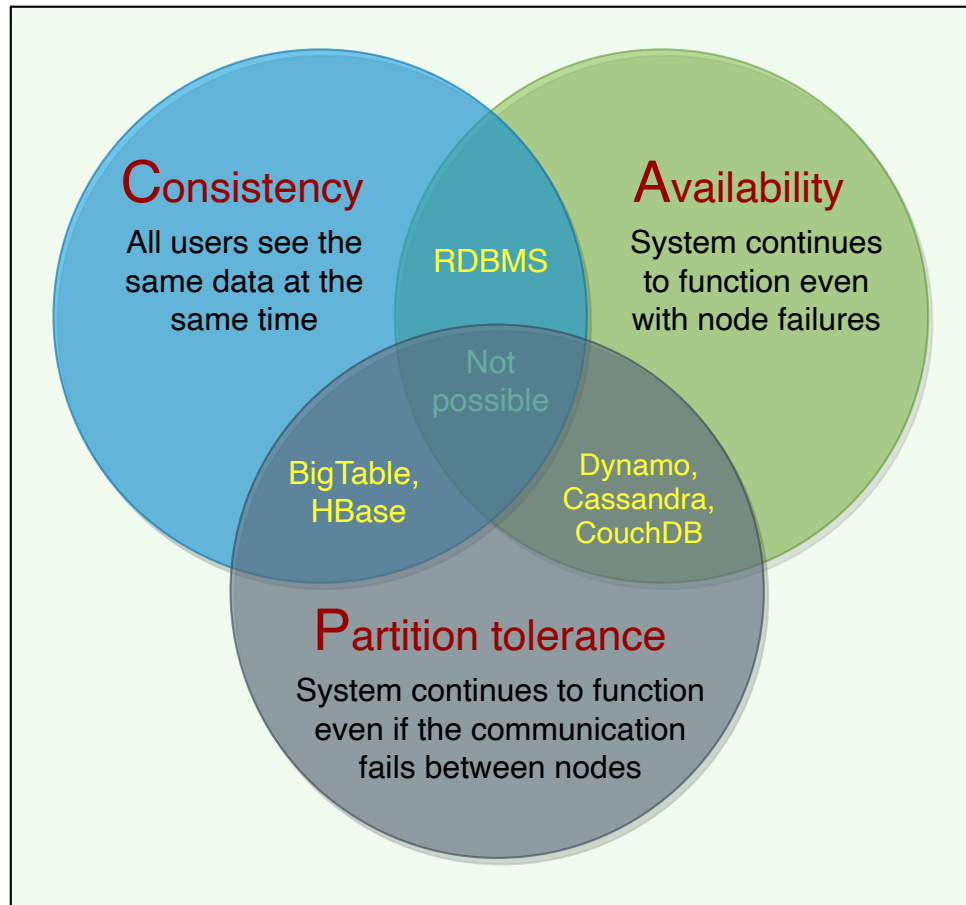 Consistency
All users see the
same data at the
same time
Availability
System continues
to function even
with node failures
RDBMS
Not
possible
BigTable,
HBase
Dynamo,
Cassandra,
CouchDB
Partition tolerance
System continues to function
even if the communication
fails between nodes